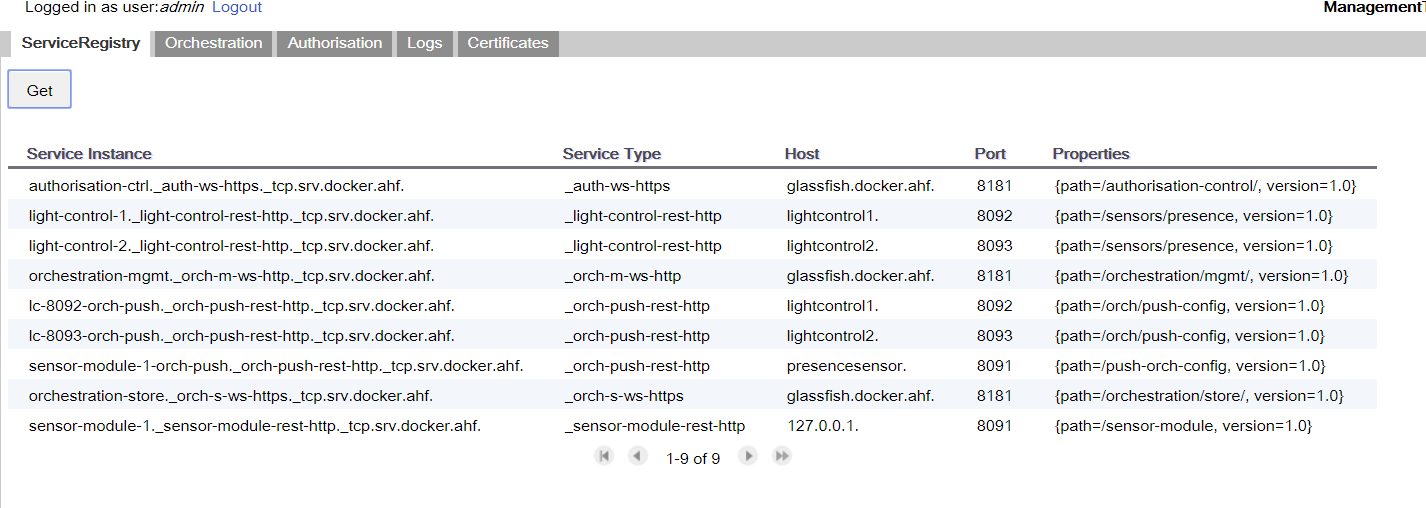 Logged in as user:admin Logout ManagementT
ServiceRegistry Orchestration Authorisation Logs Certificates
Get
Service Instance Service Type Host Port Properties
authorisation-ctrl._auth-ws-https._tcp.srv.docker.ahf. _auth-ws-https glassfish.docker.ahf. 8181 {path=/authorisation-control/, version=1.0}
light-control-1._light-control-rest-http._tcp.srv.docker.ahf. _light-control-rest-http lightcontrol1. 8092 {path=/sensors/presence, version=1.0}
light-control-2._light-control-rest-http._tcp.srv.docker.ahf. _light-control-rest-http lightcontrol2. 8093 {path=/sensors/presence, version=1.0}
orchestration-mgmt._orch-m-ws-http._tcp.srv.docker.ahf. _orch-m-ws-http glassfish.docker.ahf. 8181 {path=/orchestration/mgmt/, version=1.0}
lc-8092-orch-push._orch-push-rest-http._tcp.srv.docker.ahf. _orch-push-rest-http lightcontrol1. 8092 {path=/orch/push-config, version=1.0}
lc-8093-orch-push._orch-push-rest-http._tcp.srv.docker.ahf. _orch-push-rest-http lightcontrol2. 8093 {path=/orch/push-config, version=1.0}
sensor-module-1-orch-push._orch-push-rest-http._tcp.srv.docker.ahf. _orch-push-rest-http presencesensor. 8091 {path=/push-orch-config, version=1.0}
orchestration-store._orch-s-ws-https._tcp.srv.docker.ahf. _orch-s-ws-https glassfish.docker.ahf. 8181 {path=/orchestration/store/, version=1.0}
sensor-module-1._sensor-module-rest-http._tcp.srv.docker.ahf. _sensor-module-rest-http 127.0.0.1. 8091 {path=/sensor-module, version=1.0}
1-9 of 9